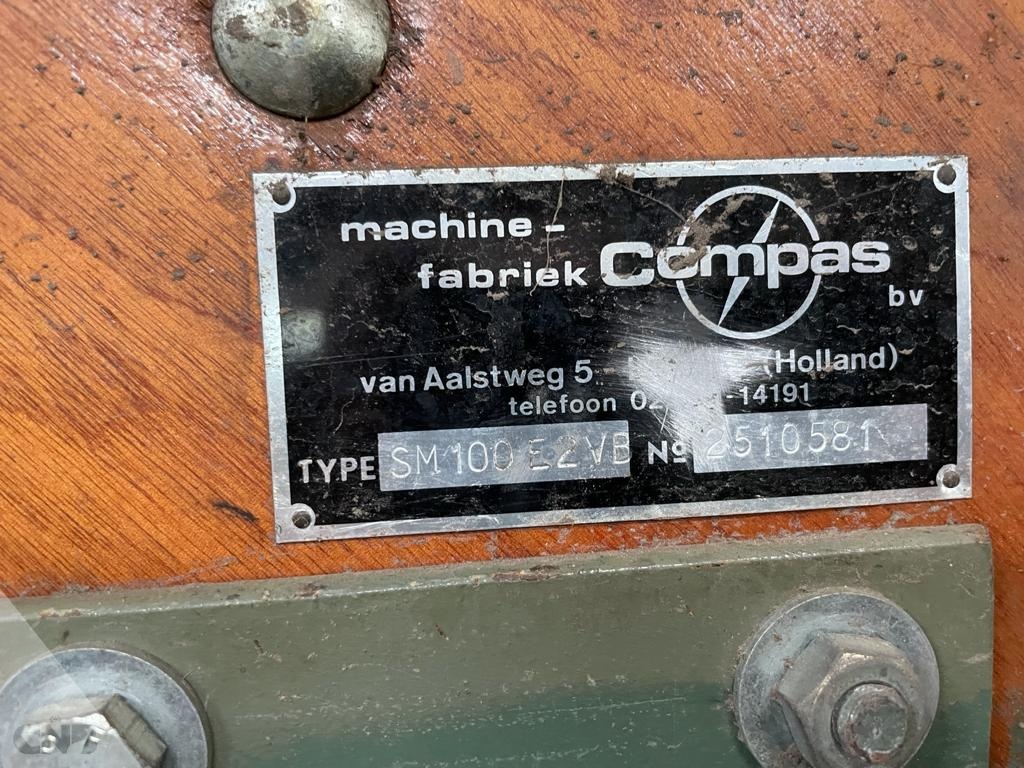 machine-
fabriek Compas
bv
van Aalstweg 5 (Holland)
telefoon 14191
TYPE SM100 E2VB Nº 2510581